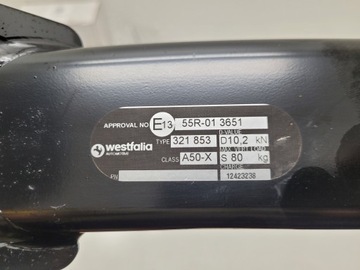 APPROVAL NO E13 55R-01 3651
D.VALUE
westfalia TYPE 321 853 D10,2 kN
AUTOMOTIVE MAX. VERT. LOAD
CLASS A50-X S 80 kg
CHARGE
P/N 12423238